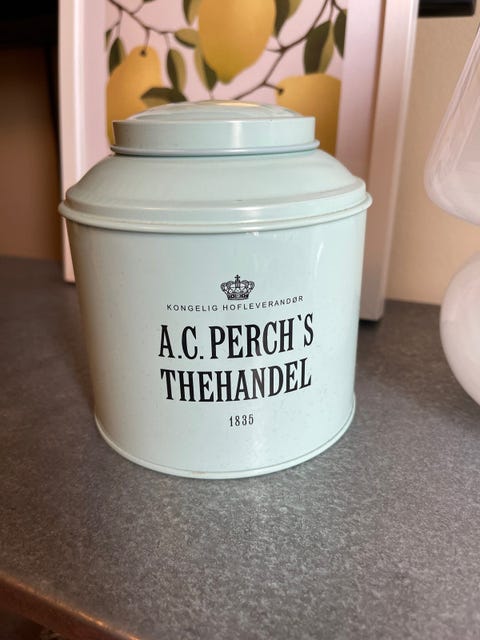 KONGELIG HOFLEVERANDØR
A.C. PERCH`S
THEHANDEL
1835